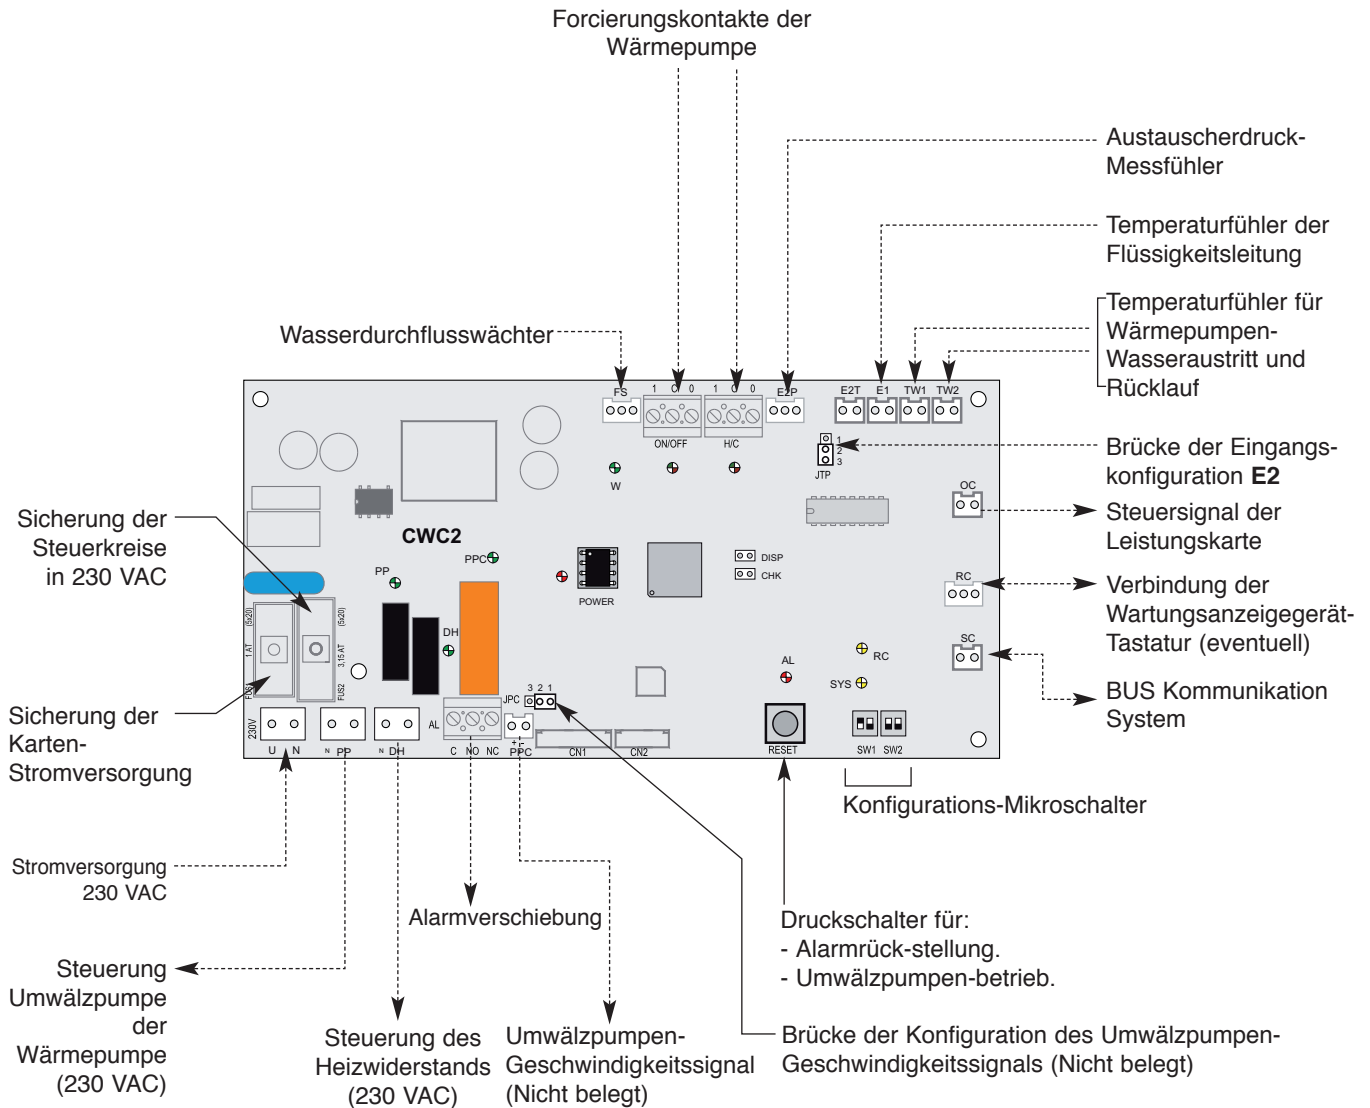 Forcierungskontakte der
Wärmepumpe
Austauscherdruck-
Messfühler
Temperaturfühler der
Flüssigkeitsleitung
Temperaturfühler für
Wärmepumpen-
Wasseraustritt und
Rücklauf
Wasserdurchflusswächter
FS
1 C 0
1 C 0
E2P
E2T
E1
TW1
TW2
ON/OFF
H/C
1
2
3
JTP
W
Brücke der Eingangs-
konfiguration E2
OC
Steuersignal der
Leistungskarte
Sicherung der
Steuerkreise
in 230 VAC
CWC2
PPC
PP
POWER
DISP
CHK
RC
Verbindung der
Wartungsanzeigegerät-
Tastatur (eventuell)
(5x20)
1 AT
FUS1
(5x20)
3,15 AT
FUS2
DH
AL
RC
SYS
SC
BUS Kommunikation
System
Sicherung der
Karten-
Stromversorgung
230V
U N
N PP
N DH
AL
C NO NC
JPC
3 2 1
+ -
PPC
CN1
CN2
RESET
SW1
SW2
Konfigurations-Mikroschalter
Stromversorgung
230 VAC
Alarmverschiebung
Druckschalter für:
- Alarmrück-stellung.
- Umwälzpumpen-betrieb.
Steuerung
Umwälzpumpe
der
Wärmepumpe
(230 VAC)
Steuerung des
Heizwiderstands
(230 VAC)
Umwälzpumpen-
Geschwindigkeitssignal
(Nicht belegt)
Brücke der Konfiguration des Umwälzpumpen-
Geschwindigkeitssignals (Nicht belegt)